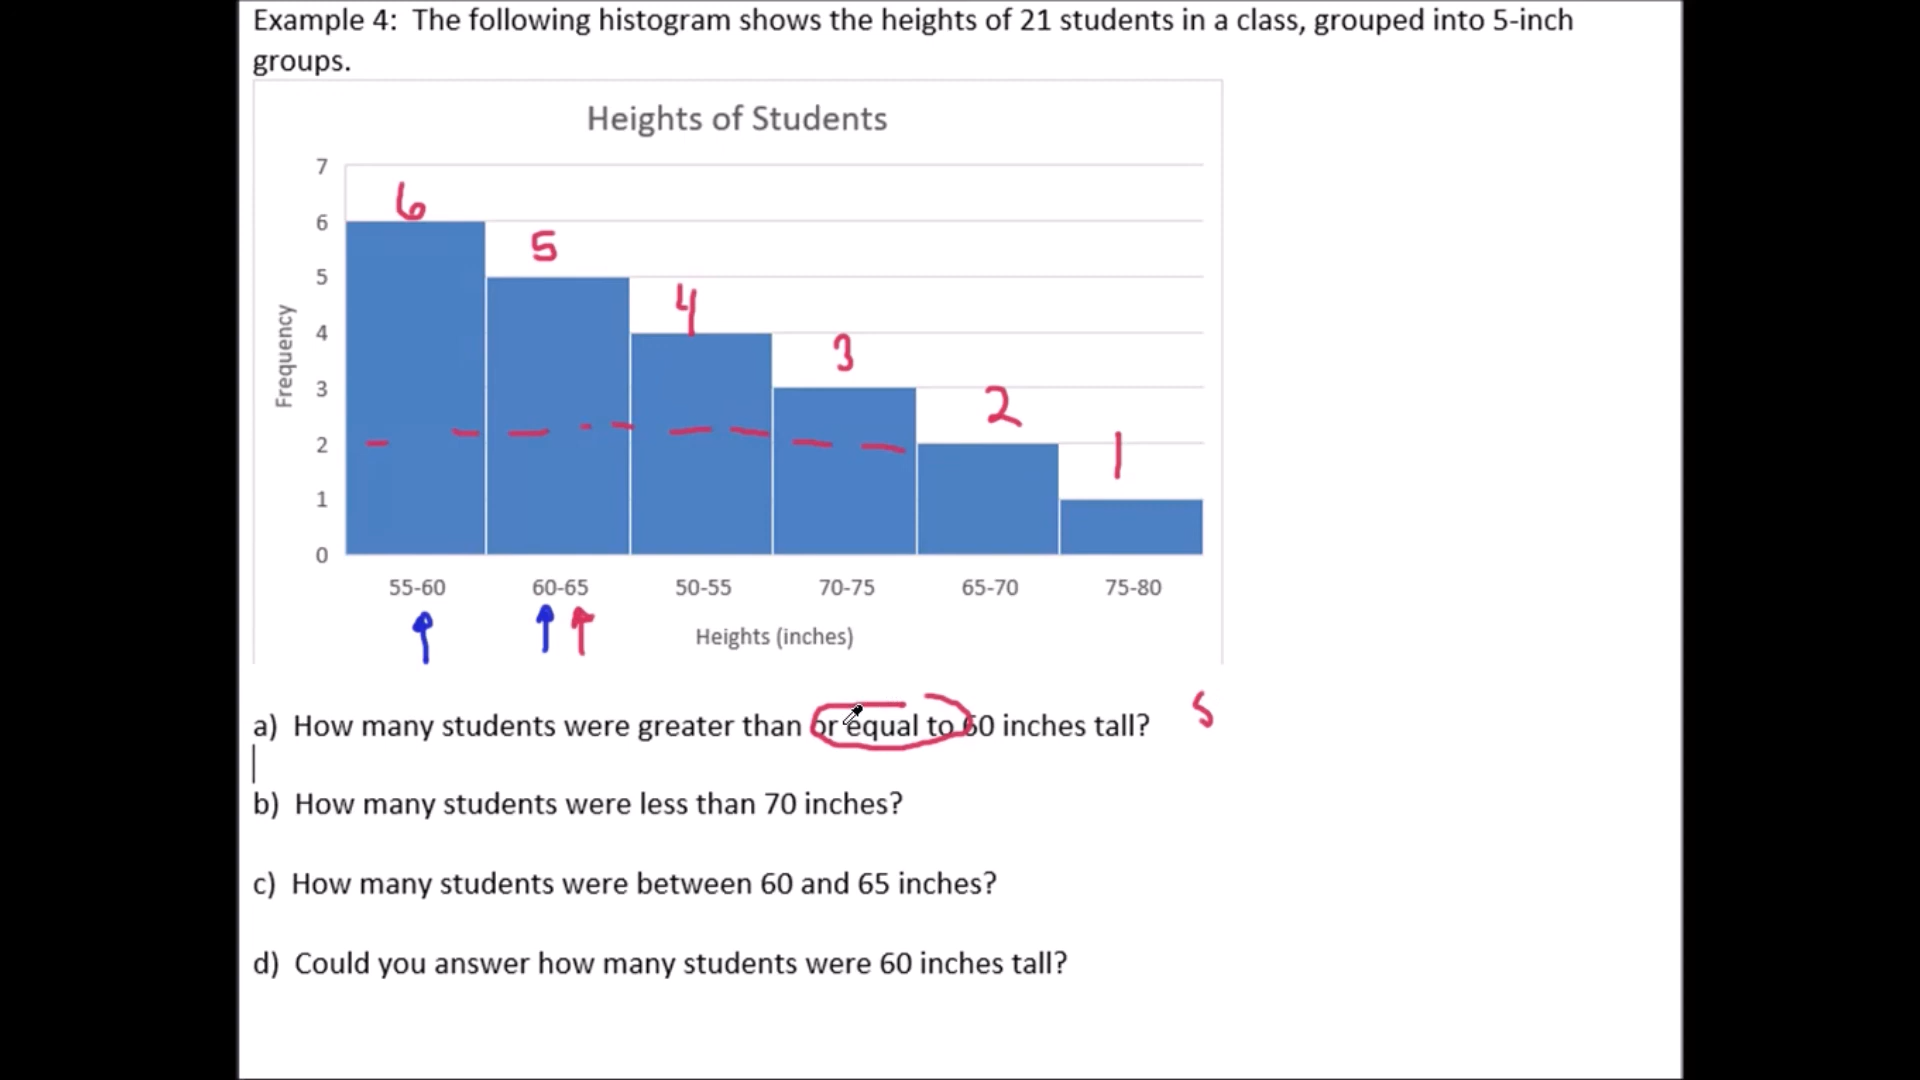 Example 4: The following histogram shows the heights of 21 students in a class, grouped into 5-inch
groups.
Heights of Students
7
6
5
4
3
2
1
0
Frequency
6
5
4
3
2
1
55-60 60-65 50-55 70-75 65-70 75-80
Heights (inches)
a) How many students were greater than or equal to 60 inches tall? 5
b) How many students were less than 70 inches?
c) How many students were between 60 and 65 inches?
d) Could you answer how many students were 60 inches tall?